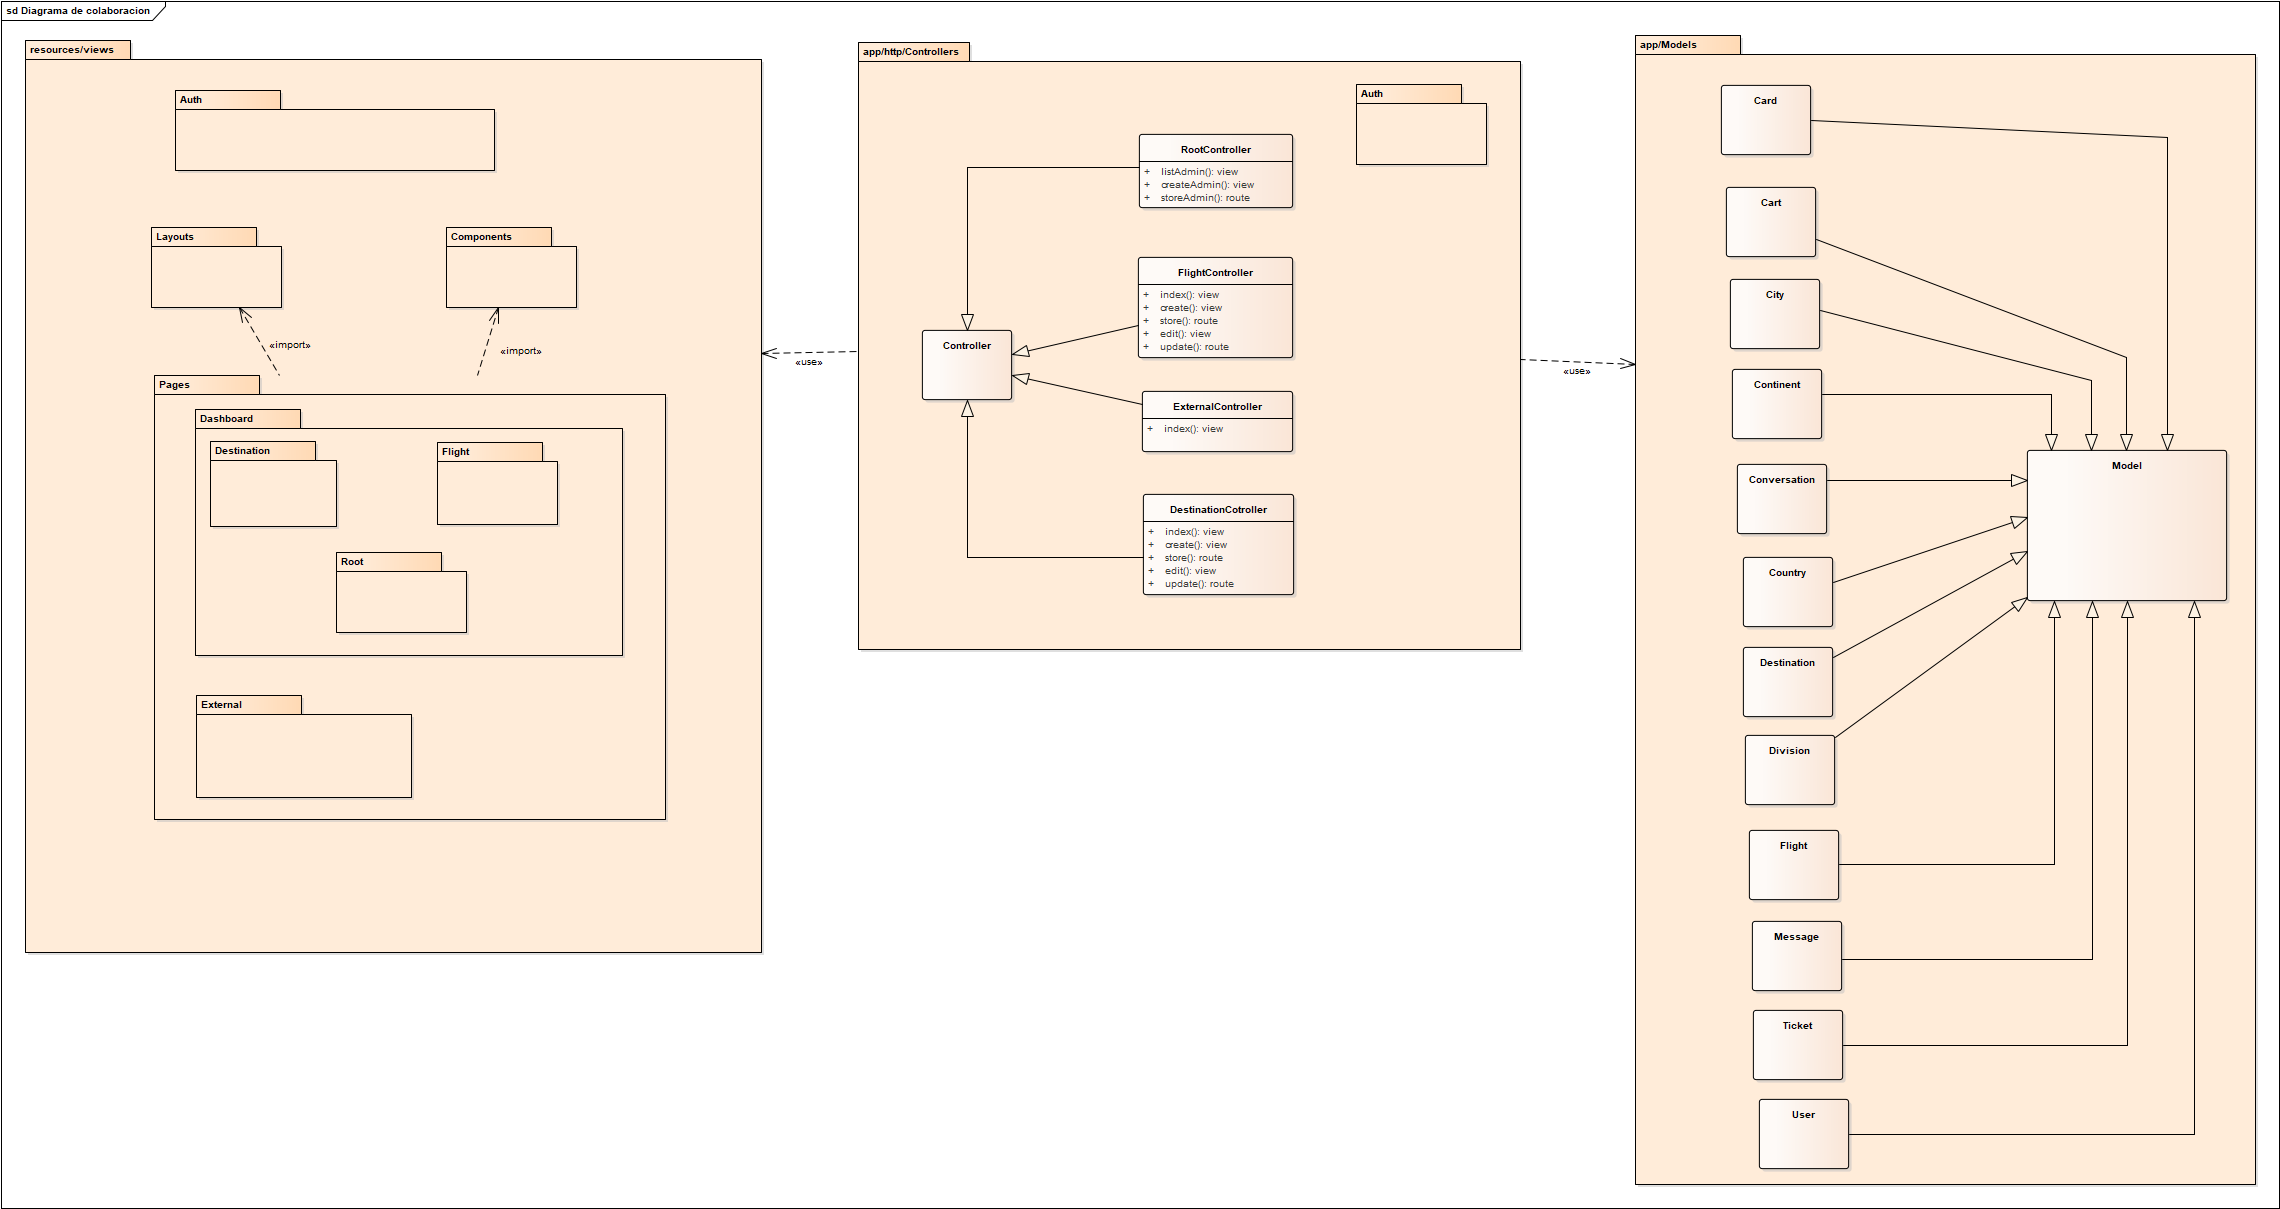 sd Diagrama de colaboracion
resources/views
Auth
Layouts
Components
«import»
«import»
Pages
Dashboard
Destination
Flight
Root
External
«use»
app/http/Controllers
Auth
RootController
+ listAdmin(): view
+ createAdmin(): view
+ storeAdmin(): route
FlightController
+ index(): view
+ create(): view
+ store(): route
+ edit(): view
+ update(): route
Controller
ExternalController
+ index(): view
DestinationCotroller
+ index(): view
+ create(): view
+ store(): route
+ edit(): view
+ update(): route
«use»
app/Models
Card
Cart
City
Continent
Conversation
Country
Destination
Division
Flight
Message
Ticket
User
Model